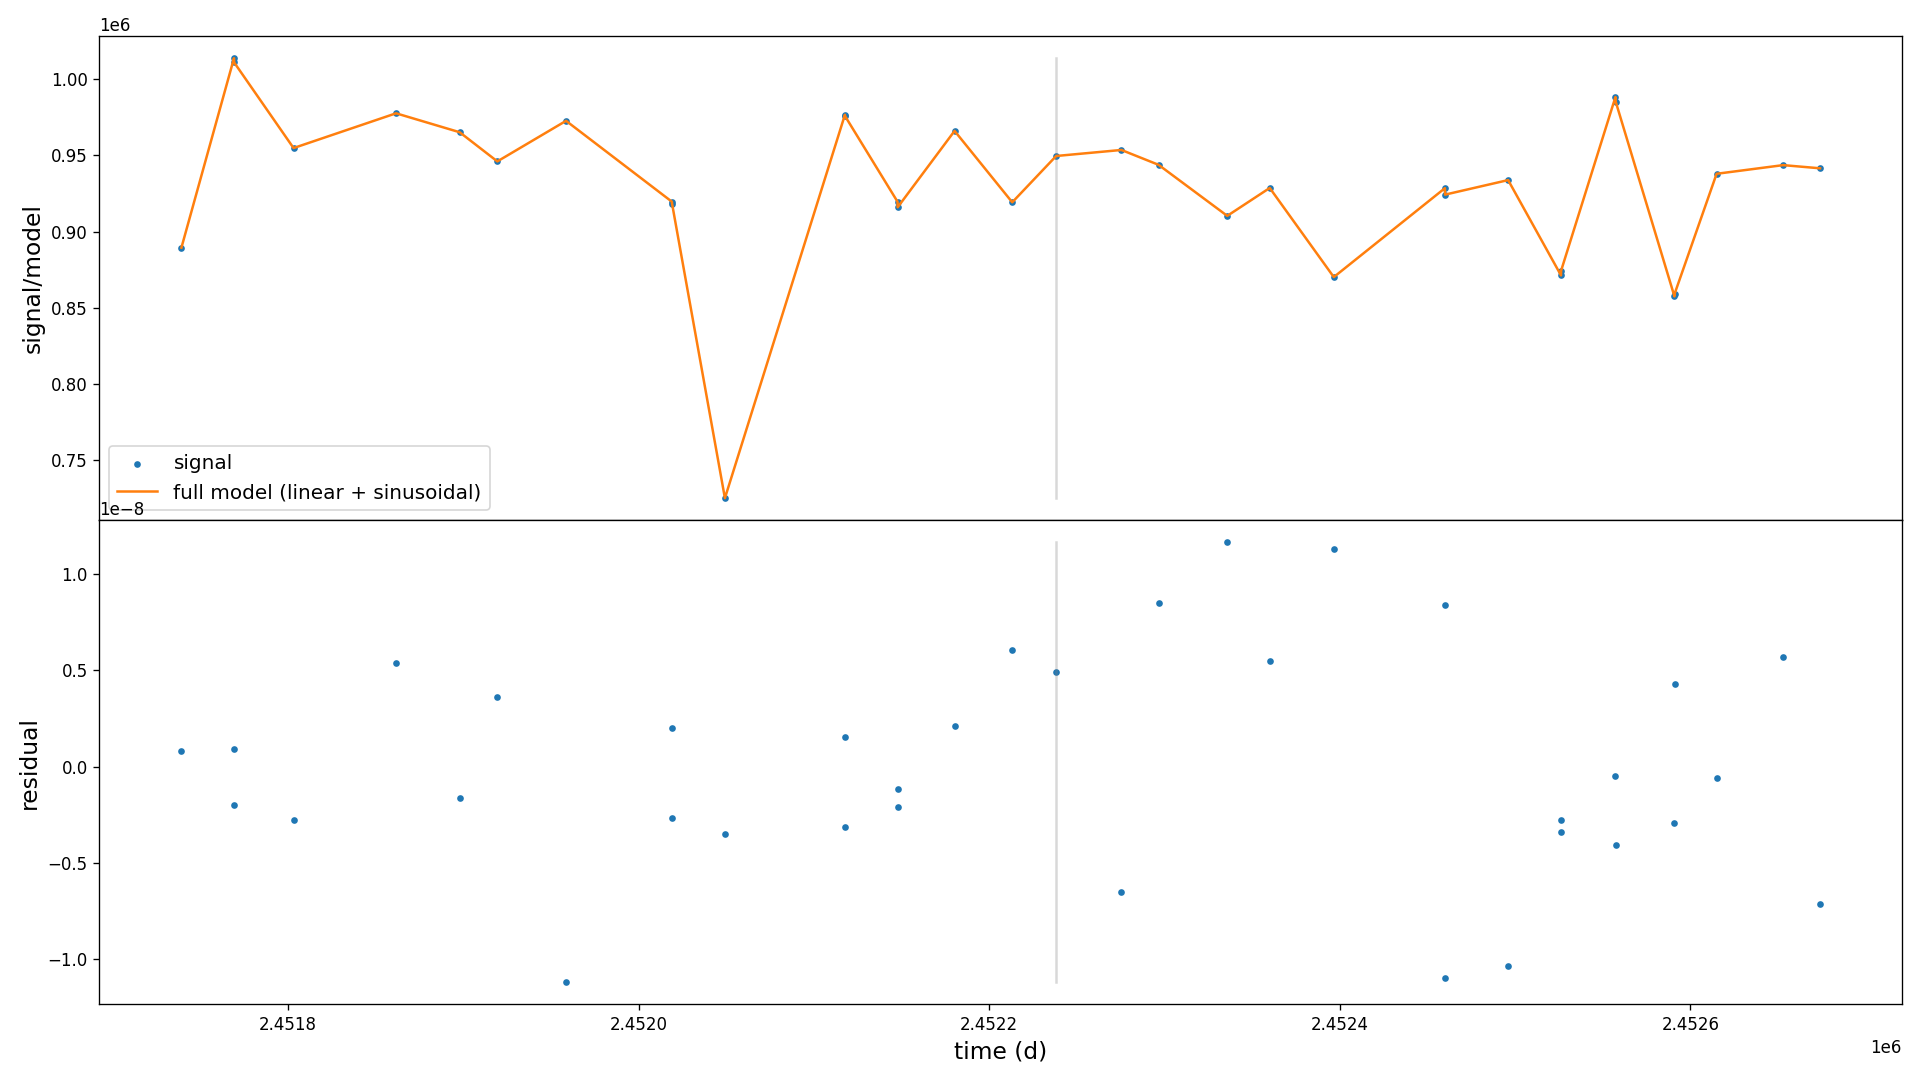 1e6
1.00
0.95
0.90
0.85
0.80
0.75
signal/model
signal
full model (linear + sinusoidal)
1e−8
1.0
0.5
0.0
−0.5
−1.0
residual
2.4518
2.4520
2.4522
2.4524
2.4526
time (d)
1e6